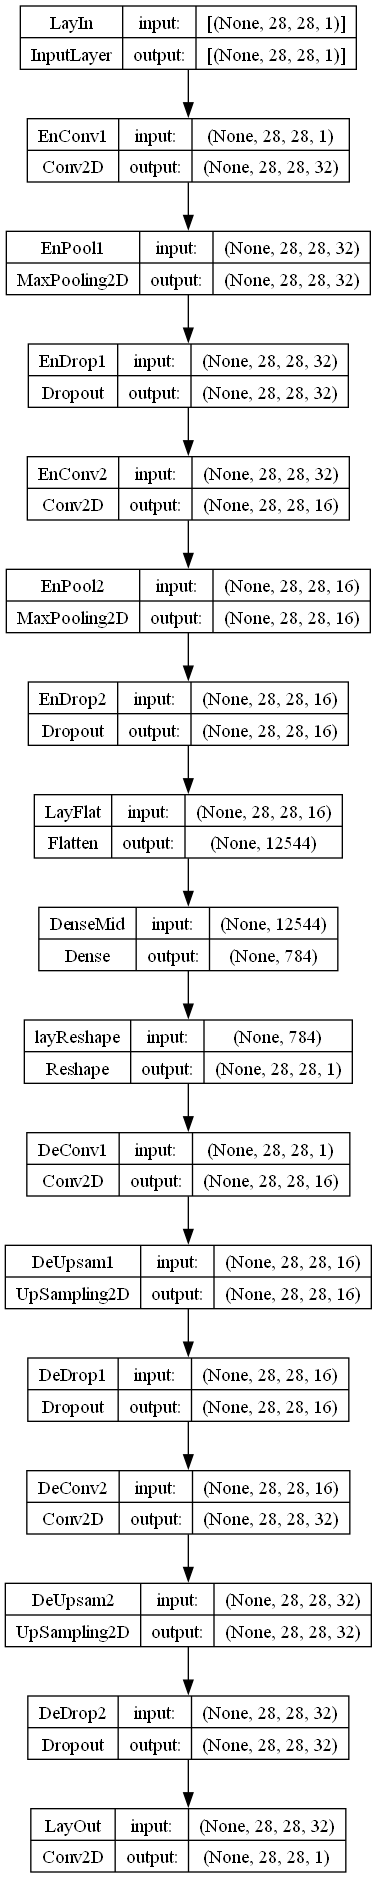 LayIn input: [(None, 28, 28, 1)]
InputLayer output: [(None, 28, 28, 1)]
EnConv1 input: (None, 28, 28, 1)
Conv2D output: (None, 28, 28, 32)
EnPool1 input: (None, 28, 28, 32)
MaxPooling2D output: (None, 28, 28, 32)
EnDrop1 input: (None, 28, 28, 32)
Dropout output: (None, 28, 28, 32)
EnConv2 input: (None, 28, 28, 32)
Conv2D output: (None, 28, 28, 16)
EnPool2 input: (None, 28, 28, 16)
MaxPooling2D output: (None, 28, 28, 16)
EnDrop2 input: (None, 28, 28, 16)
Dropout output: (None, 28, 28, 16)
LayFlat input: (None, 28, 28, 16)
Flatten output: (None, 12544)
DenseMid input: (None, 12544)
Dense output: (None, 784)
layReshape input: (None, 784)
Reshape output: (None, 28, 28, 1)
DeConv1 input: (None, 28, 28, 1)
Conv2D output: (None, 28, 28, 16)
DeUpsam1 input: (None, 28, 28, 16)
UpSampling2D output: (None, 28, 28, 16)
DeDrop1 input: (None, 28, 28, 16)
Dropout output: (None, 28, 28, 16)
DeConv2 input: (None, 28, 28, 16)
Conv2D output: (None, 28, 28, 32)
DeUpsam2 input: (None, 28, 28, 32)
UpSampling2D output: (None, 28, 28, 32)
DeDrop2 input: (None, 28, 28, 32)
Dropout output: (None, 28, 28, 32)
LayOut input: (None, 28, 28, 32)
Conv2D output: (None, 28, 28, 1)